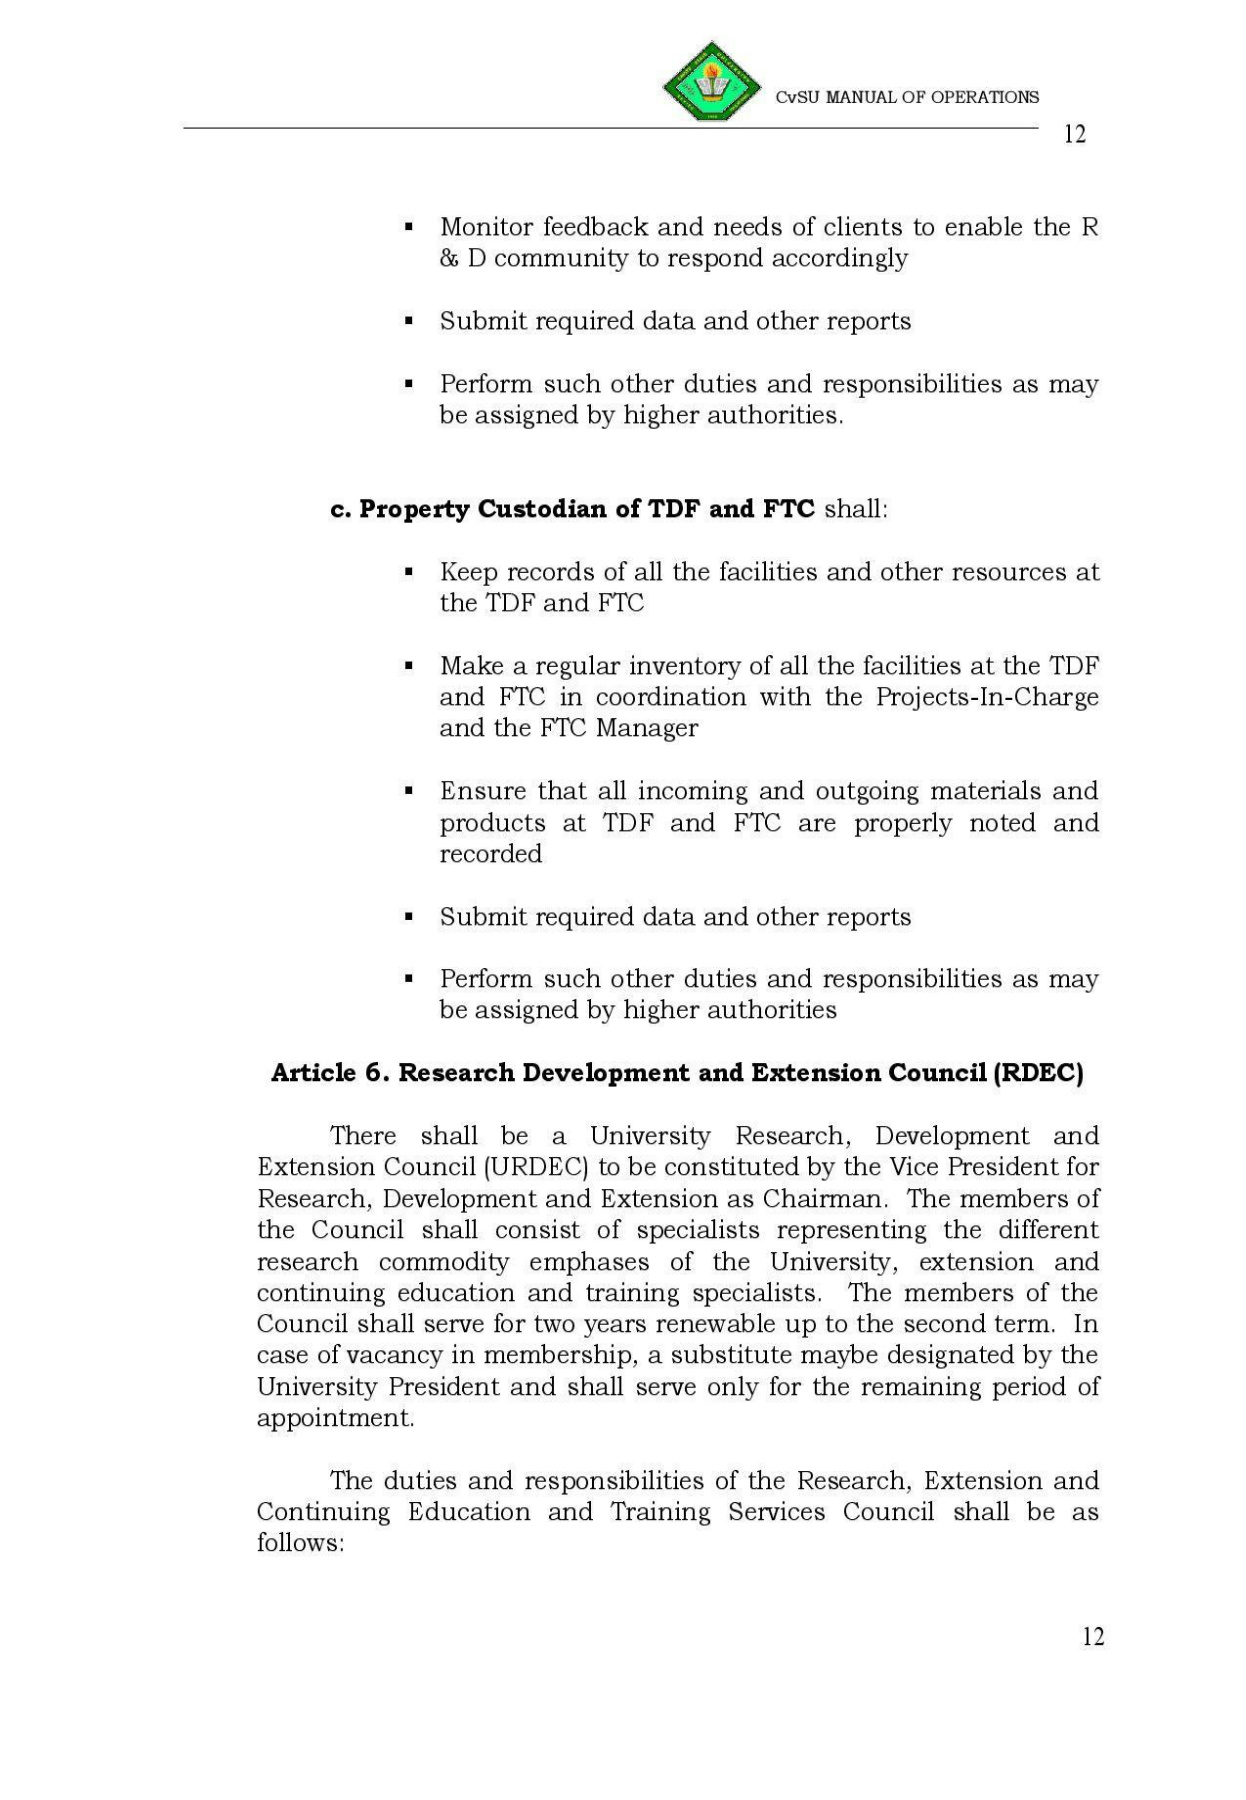 CvSU MANUAL OF OPERATIONS
12
▪ Monitor feedback and needs of clients to enable the R
& D community to respond accordingly
▪ Submit required data and other reports
▪ Perform such other duties and responsibilities as may
be assigned by higher authorities.
c. Property Custodian of TDF and FTC shall:
▪ Keep records of all the facilities and other resources at
the TDF and FTC
▪ Make a regular inventory of all the facilities at the TDF
and FTC in coordination with the Projects-In-Charge
and the FTC Manager
▪ Ensure that all incoming and outgoing materials and
products at TDF and FTC are properly noted and
recorded
▪ Submit required data and other reports
▪ Perform such other duties and responsibilities as may
be assigned by higher authorities
Article 6. Research Development and Extension Council (RDEC)
There shall be a University Research, Development and
Extension Council (URDEC) to be constituted by the Vice President for
Research, Development and Extension as Chairman. The members of
the Council shall consist of specialists representing the different
research commodity emphases of the University, extension and
continuing education and training specialists. The members of the
Council shall serve for two years renewable up to the second term. In
case of vacancy in membership, a substitute maybe designated by the
University President and shall serve only for the remaining period of
appointment.
The duties and responsibilities of the Research, Extension and
Continuing Education and Training Services Council shall be as
follows:
12